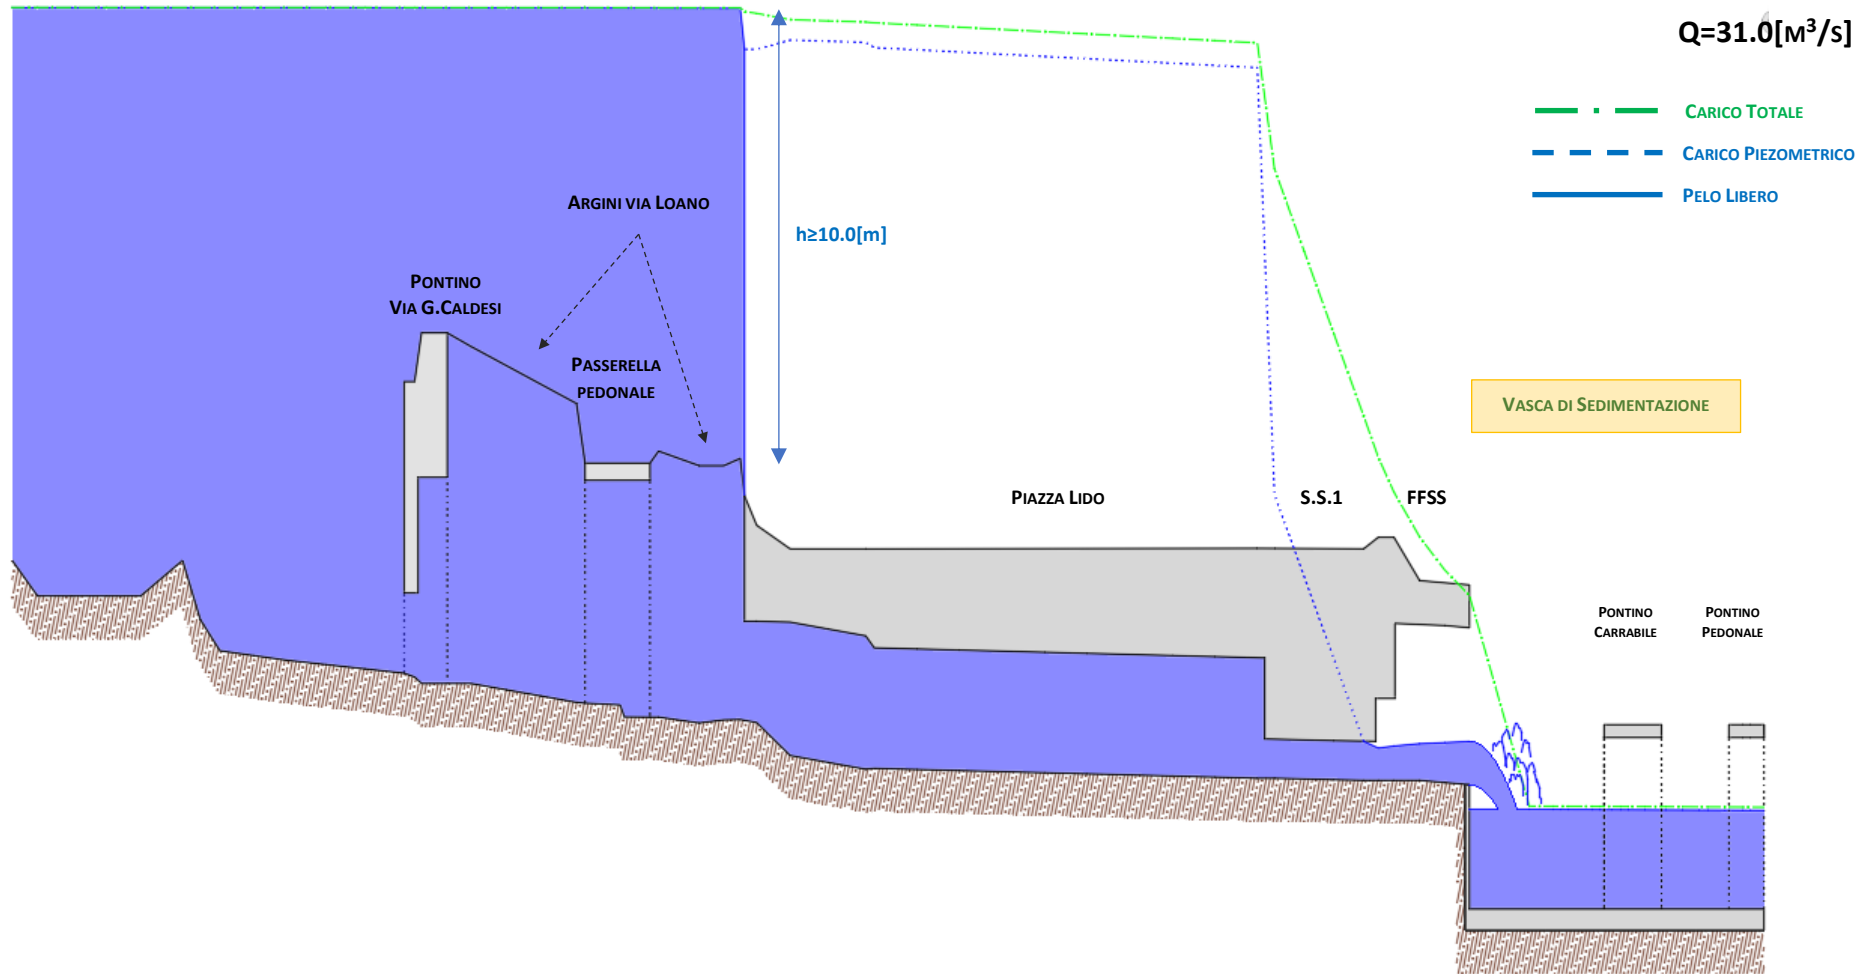 Q=31.0[M³/S]
CARICO TOTALE
CARICO PIEZOMETRICO
PELO LIBERO
ARGINI VIA LOANO
h≥10.0[m]
PONTINO
VIA G.CALDESI
PASSERELLA
PEDONALE
VASCA DI SEDIMENTAZIONE
PIAZZA LIDO
S.S.1
FFSS
PONTINO
CARRABILE
PONTINO
PEDONALE